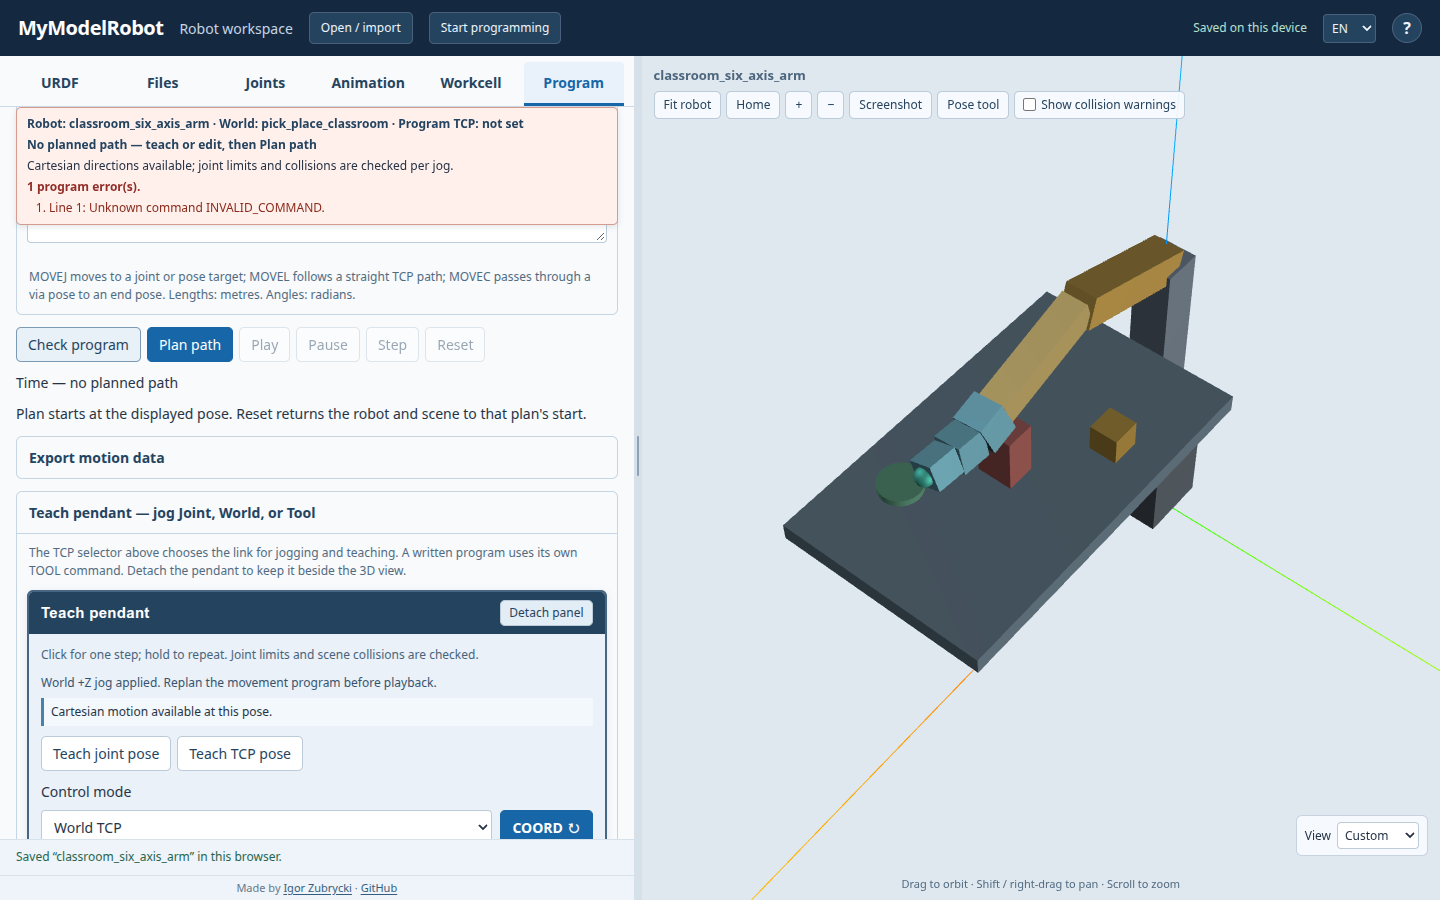 MyModelRobot Robot workspace Open / import Start programming Saved on this device EN ?
URDF Files Joints Animation Workcell Program
Robot: classroom_six_axis_arm · World: pick_place_classroom · Program TCP: not set
No planned path — teach or edit, then Plan path
Cartesian directions available; joint limits and collisions are checked per jog.
1 program error(s).
1. Line 1: Unknown command INVALID_COMMAND.
MOVEJ moves to a joint or pose target; MOVEL follows a straight TCP path; MOVEC passes through a
via pose to an end pose. Lengths: metres. Angles: radians.
Check program Plan path Play Pause Step Reset
Time — no planned path
Plan starts at the displayed pose. Reset returns the robot and scene to that plan's start.
Export motion data
Teach pendant — jog Joint, World, or Tool
The TCP selector above chooses the link for jogging and teaching. A written program uses its own
TOOL command. Detach the pendant to keep it beside the 3D view.
Teach pendant Detach panel
Click for one step; hold to repeat. Joint limits and scene collisions are checked.
World +Z jog applied. Replan the movement program before playback.
Cartesian motion available at this pose.
Teach joint pose Teach TCP pose
Control mode
World TCP COORD ↻
Saved “classroom_six_axis_arm” in this browser.
Made by Igor Zubrycki · GitHub
classroom_six_axis_arm
Fit robot Home + − Screenshot Pose tool Show collision warnings
View Custom
Drag to orbit · Shift / right-drag to pan · Scroll to zoom